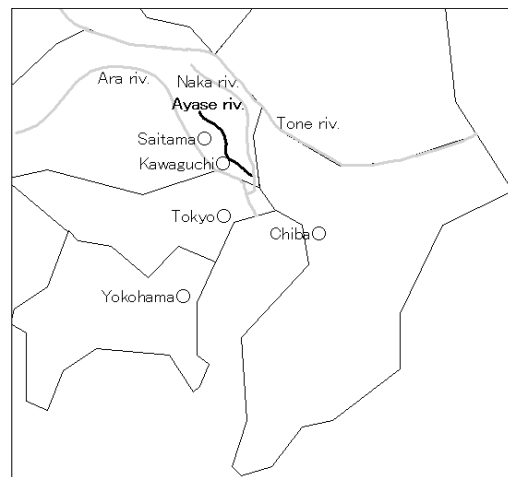 Ara riv.
Naka riv.
Ayase riv.
Tone riv.
Saitama
Kawaguchi
Tokyo
Chiba
Yokohama